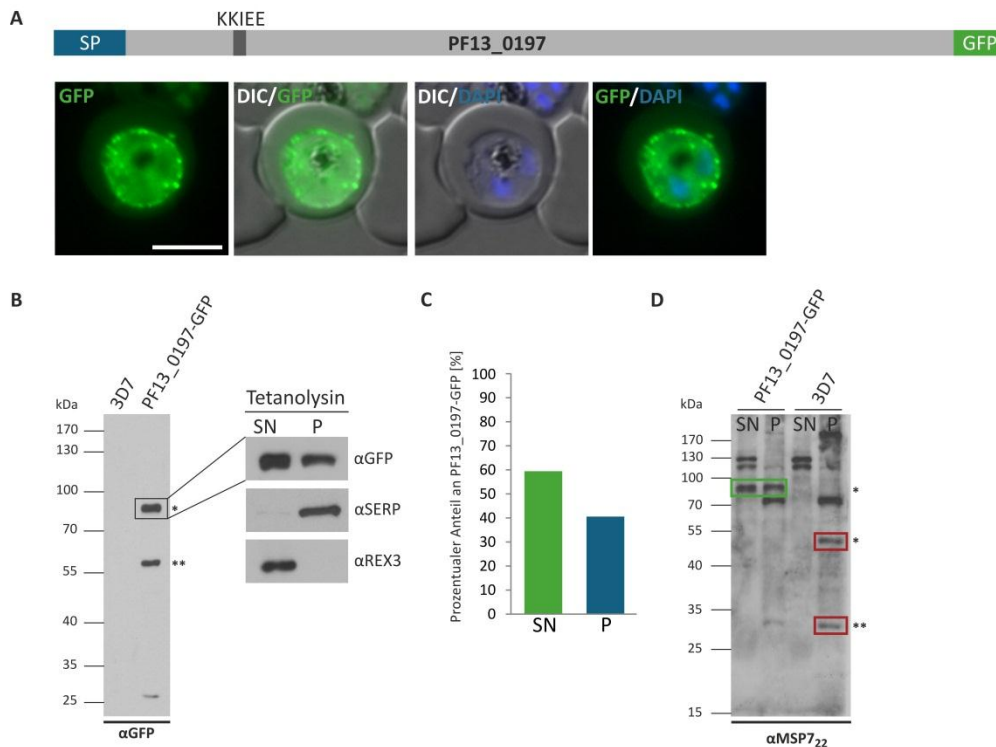 A
KKIEE
SP
PF13_0197
GFP
GFP
DIC/GFP
DIC/DAPI
GFP/DAPI
B
3D7
PF13_0197-GFP
kDa
170
130
100
70
55
40
35
25
*
**
αGFP
Tetanolysin
SN
P
αGFP
αSERP
αREX3
C
Prozentualer Anteil an PF13_0197-GFP [%]
100
90
80
70
60
50
40
30
20
10
0
SN
P
D
PF13_0197-GFP
3D7
kDa
SN P SN P
170
130
100
70
55
40
35
25
15
*
*
**
αMSP7₂₂